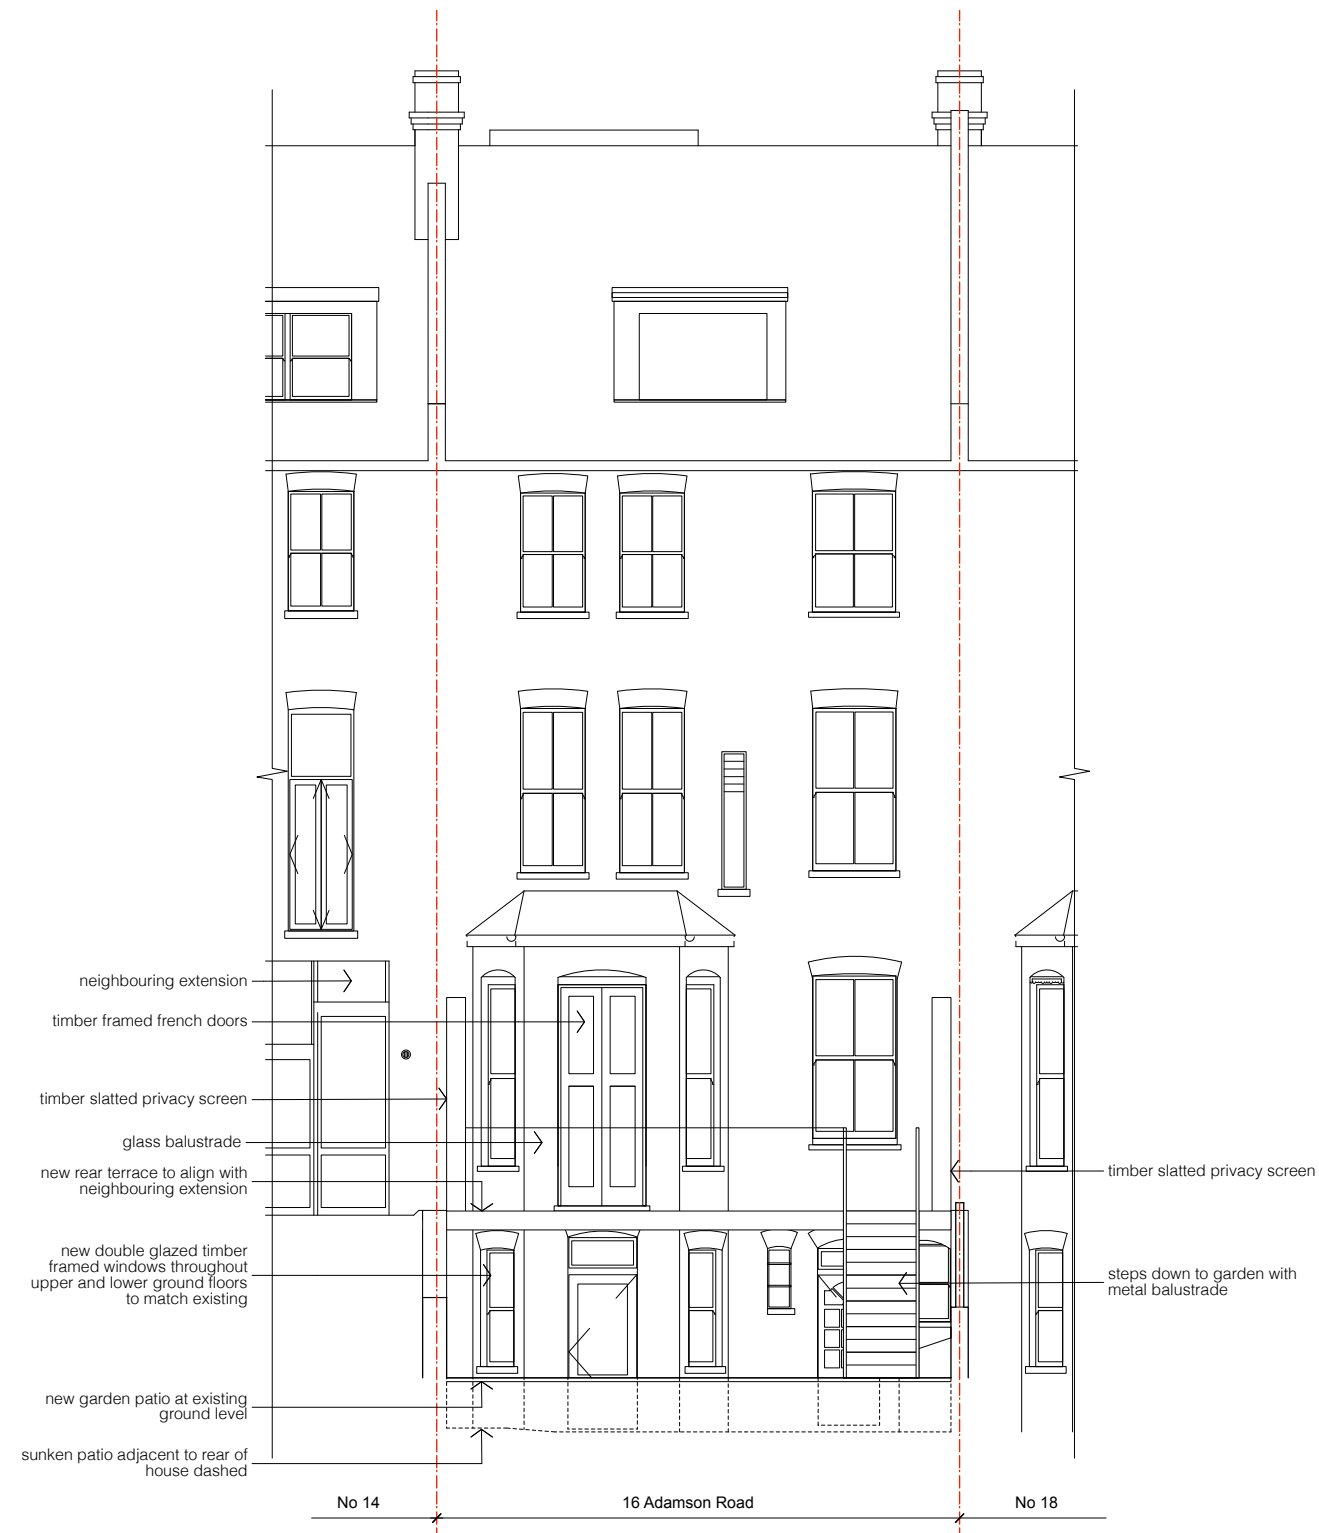 neighbouring extension
timber framed french doors
timber slatted privacy screen
glass balustrade
new rear terrace to align with
neighbouring extension
timber slatted privacy screen
new double glazed timber
framed windows throughout
upper and lower ground floors
to match existing
steps down to garden with
metal balustrade
new garden patio at existing
ground level
sunken patio adjacent to rear of
house dashed
No 14
16 Adamson Road
No 18